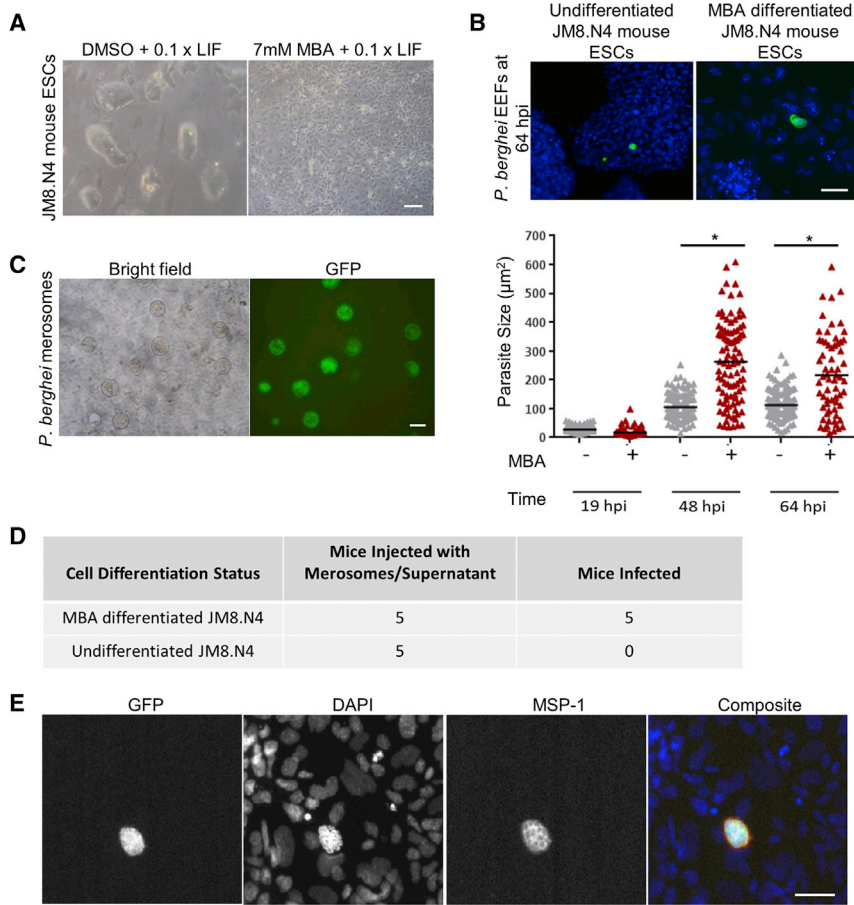 A
DMSO + 0.1 x LIF
7mM MBA + 0.1 x LIF
JM8.N4 mouse ESCs
B
Undifferentiated
JM8.N4 mouse
ESCs
MBA differentiated
JM8.N4 mouse
ESCs
P. berghei EEFs at
64 hpi
Parasite Size (µm²)
700
600
500
400
300
200
100
0
*
*
MBA
- + - + - +
Time
19 hpi
48 hpi
64 hpi
C
Bright field
GFP
P. berghei merosomes
D
Cell Differentiation Status
Mice Injected with
Merosomes/Supernatant
Mice Infected
MBA differentiated JM8.N4 5 5
Undifferentiated JM8.N4 5 0
E
GFP
DAPI
MSP-1
Composite